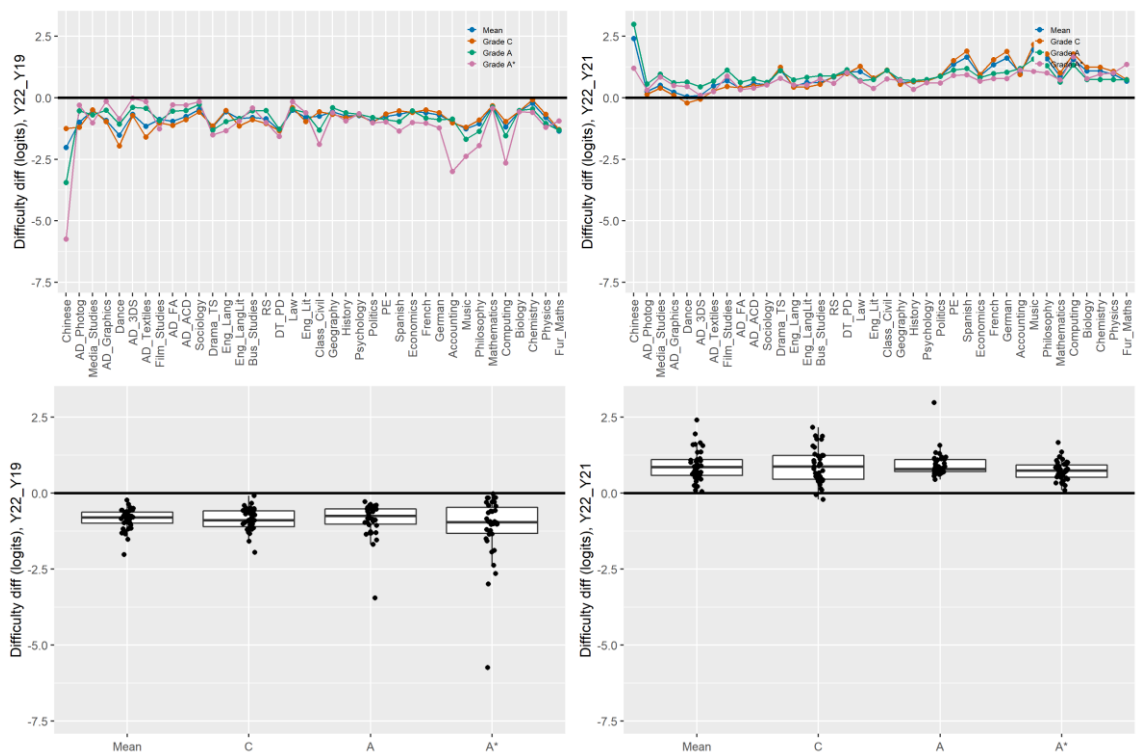 2.5
0.0
-2.5
-5.0
-7.5
Difficulty diff (logits), Y22_Y19
Mean
Grade C
Grade A
Grade A*
Chinese
AD_Photog
Media_Studies
AD_Graphics
Dance
AD_3DS
AD_Textiles
Film_Studies
AD_FA
AD_ACD
Sociology
Drama_TS
Eng_Lang
Eng_LangLit
Bus_Studies
RS
DT_PD
Law
Eng_Lit
Class_Civil
Geography
History
Psychology
Politics
PE
Spanish
Economics
French
German
Accounting
Music
Philosophy
Mathematics
Computing
Biology
Chemistry
Physics
Fur_Maths
2.5
0.0
-2.5
-5.0
-7.5
Difficulty diff (logits), Y22_Y21
Mean
Grade C
Grade A
Grade A*
Chinese
AD_Photog
Media_Studies
AD_Graphics
Dance
AD_3DS
AD_Textiles
Film_Studies
AD_FA
AD_ACD
Sociology
Drama_TS
Eng_Lang
Eng_LangLit
Bus_Studies
RS
DT_PD
Law
Eng_Lit
Class_Civil
Geography
History
Psychology
Politics
PE
Spanish
Economics
French
German
Accounting
Music
Philosophy
Mathematics
Computing
Biology
Chemistry
Physics
Fur_Maths
2.5
0.0
-2.5
-5.0
-7.5
Difficulty diff (logits), Y22_Y19
Mean
C
A
A*
2.5
0.0
-2.5
-5.0
-7.5
Difficulty diff (logits), Y22_Y21
Mean
C
A
A*